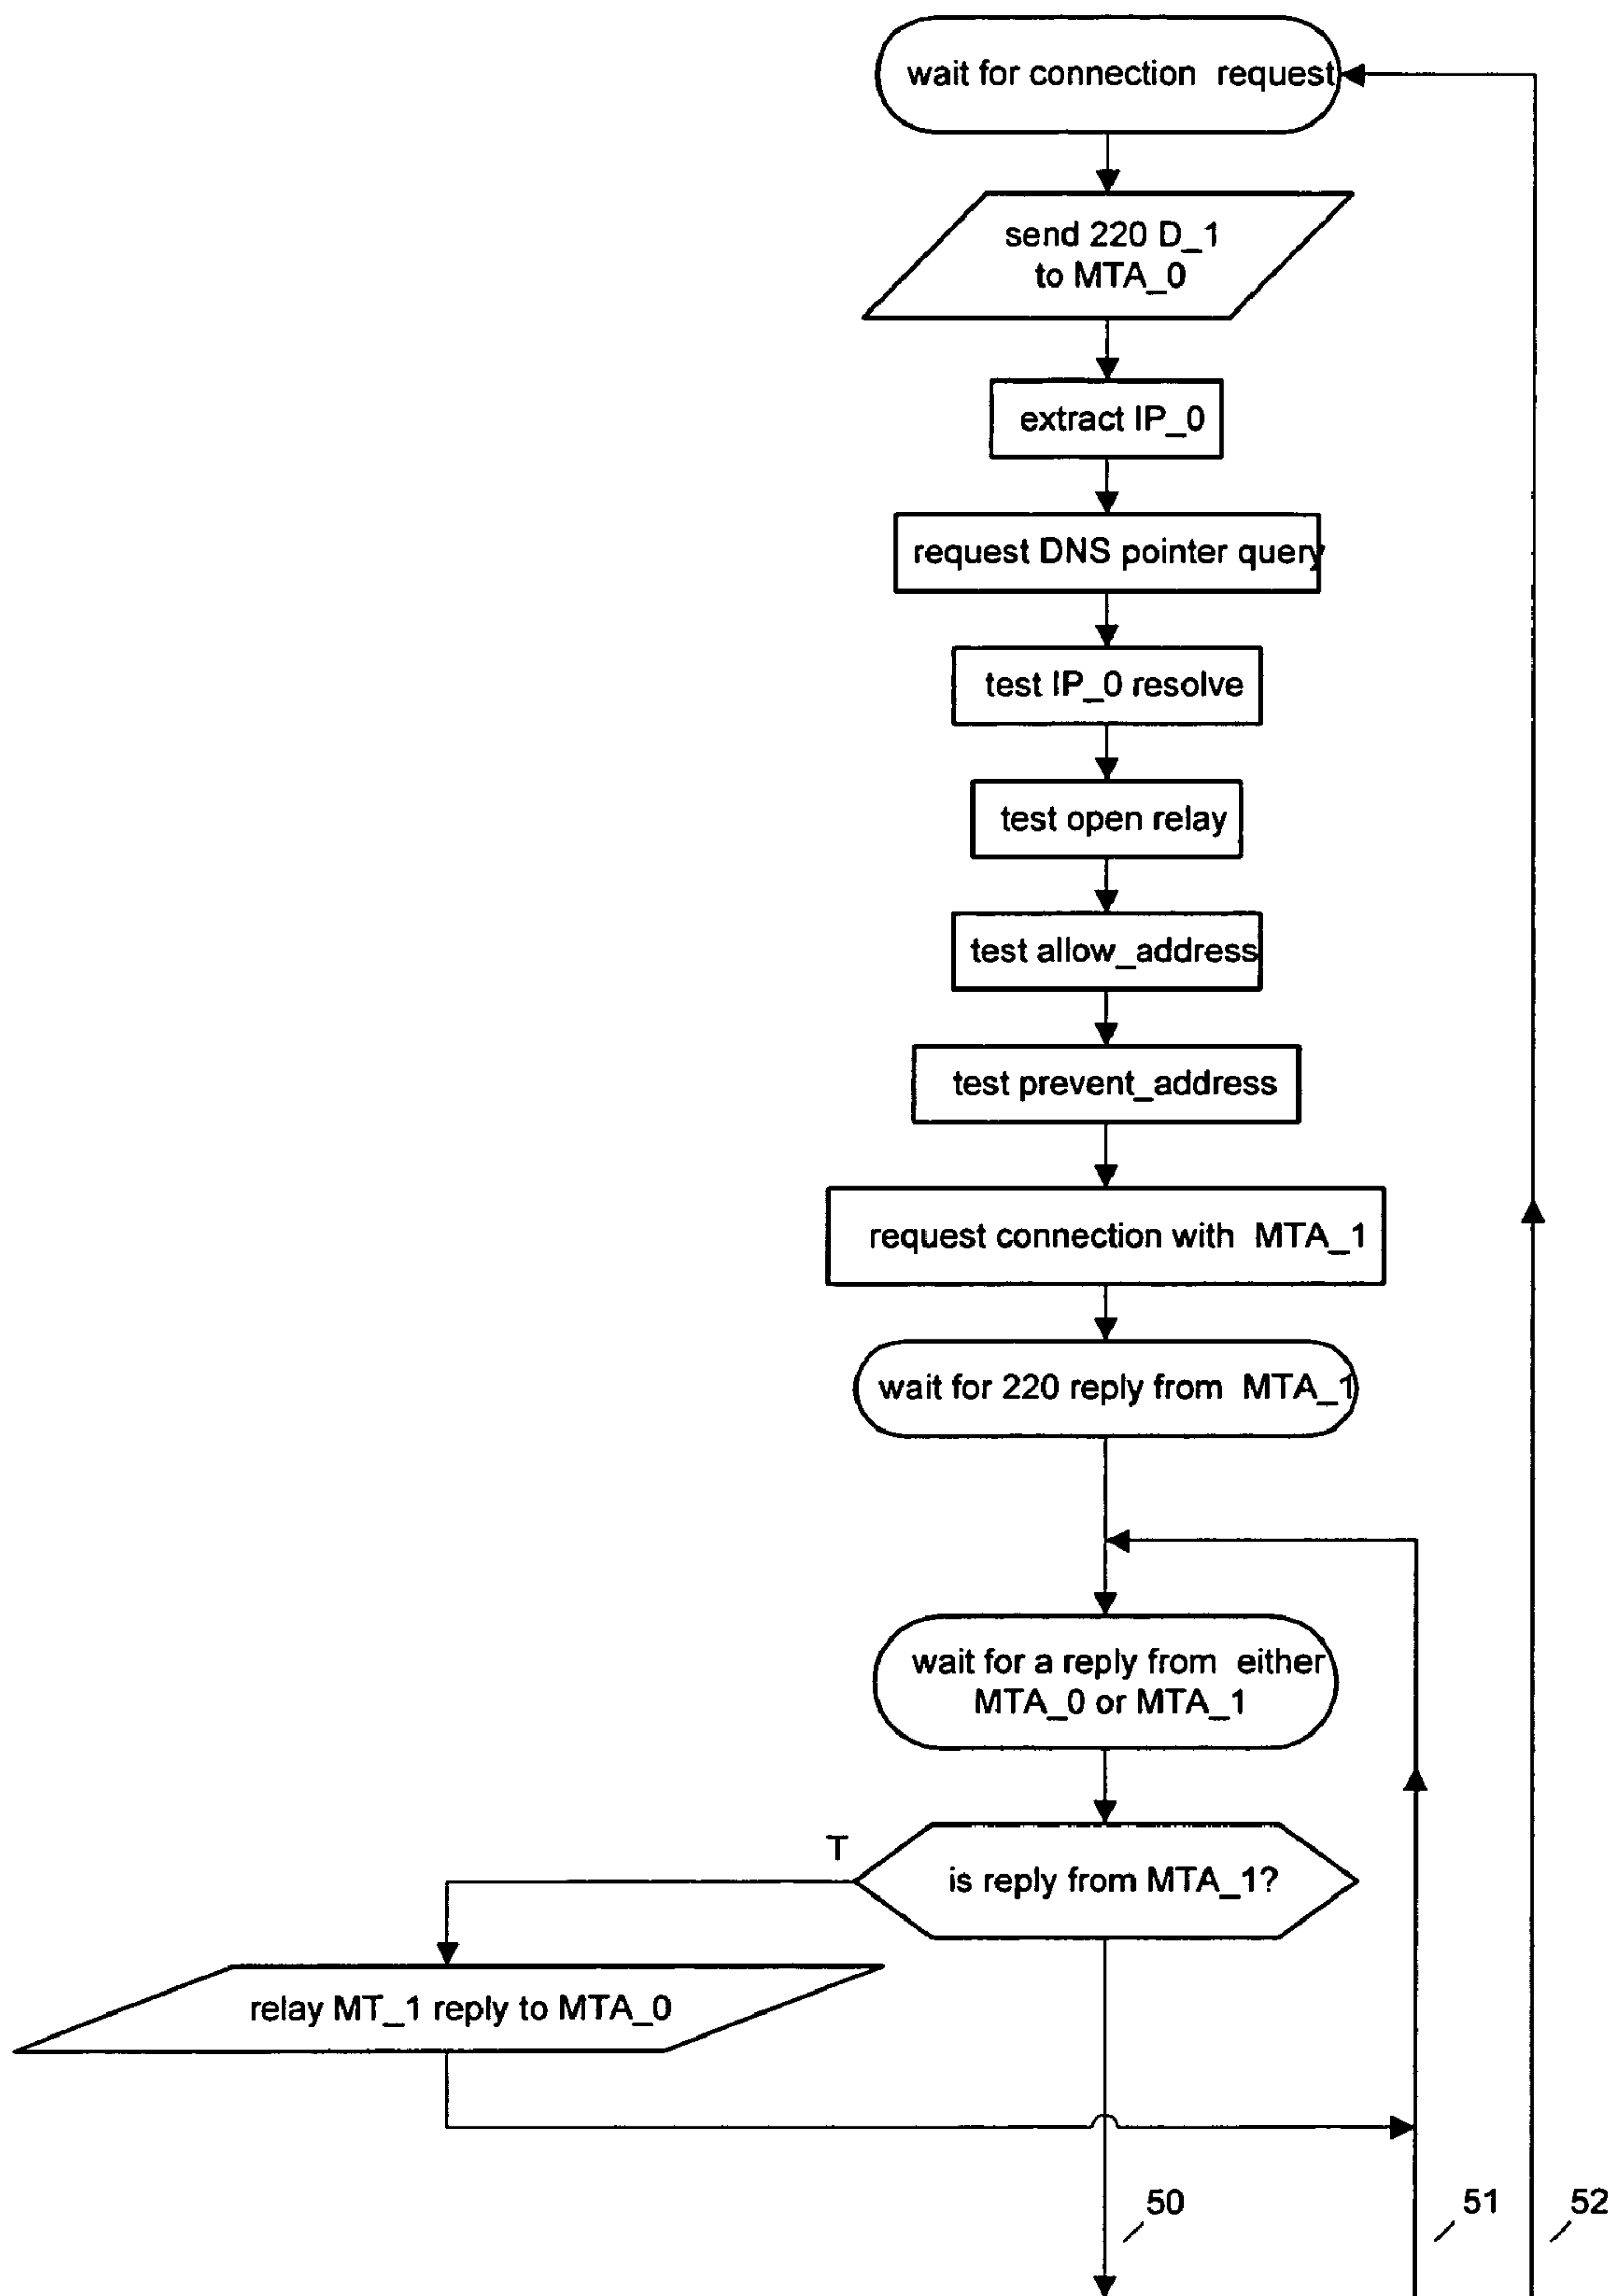 wait for connection request
send 220 D_1
to MTA_0
extract IP_0
request DNS pointer query
test IP_0 resolve
test open relay
test allow_address
test prevent_address
request connection with MTA_1
wait for 220 reply from MTA_1
wait for a reply from either
MTA_0 or MTA_1
T
is reply from MTA_1?
relay MT_1 reply to MTA_0
50
51
52